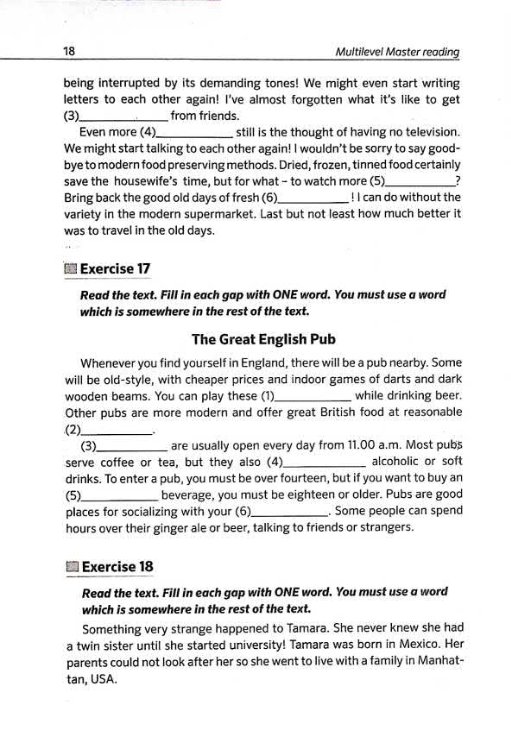 18
Multilevel Master reading
being interrupted by its demanding tones! We might even start writing
letters to each other again! I've almost forgotten what it's like to get
(3)______________ from friends.
Even more (4)____________ still is the thought of having no television.
We might start talking to each other again! I wouldn't be sorry to say good-
bye to modern food preserving methods. Dried, frozen, tinned food certainly
save the housewife's time, but for what – to watch more (5)___________?
Bring back the good old days of fresh (6)___________! I can do without the
variety in the modern supermarket. Last but not least how much better it
was to travel in the old days.
Exercise 17
Read the text. Fill in each gap with ONE word. You must use a word
which is somewhere in the rest of the text.
The Great English Pub
Whenever you find yourself in England, there will be a pub nearby. Some
will be old-style, with cheaper prices and indoor games of darts and dark
wooden beams. You can play these (1)____________ while drinking beer.
Other pubs are more modern and offer great British food at reasonable
(2)___________.
(3)___________ are usually open every day from 11.00 a.m. Most pubs
serve coffee or tea, but they also (4)_____________ alcoholic or soft
drinks. To enter a pub, you must be over fourteen, but if you want to buy an
(5)____________ beverage, you must be eighteen or older. Pubs are good
places for socializing with your (6)____________. Some people can spend
hours over their ginger ale or beer, talking to friends or strangers.
Exercise 18
Read the text. Fill in each gap with ONE word. You must use a word
which is somewhere in the rest of the text.
Something very strange happened to Tamara. She never knew she had
a twin sister until she started university! Tamara was born in Mexico. Her
parents could not look after her so she went to live with a family in Manhat-
tan, USA.